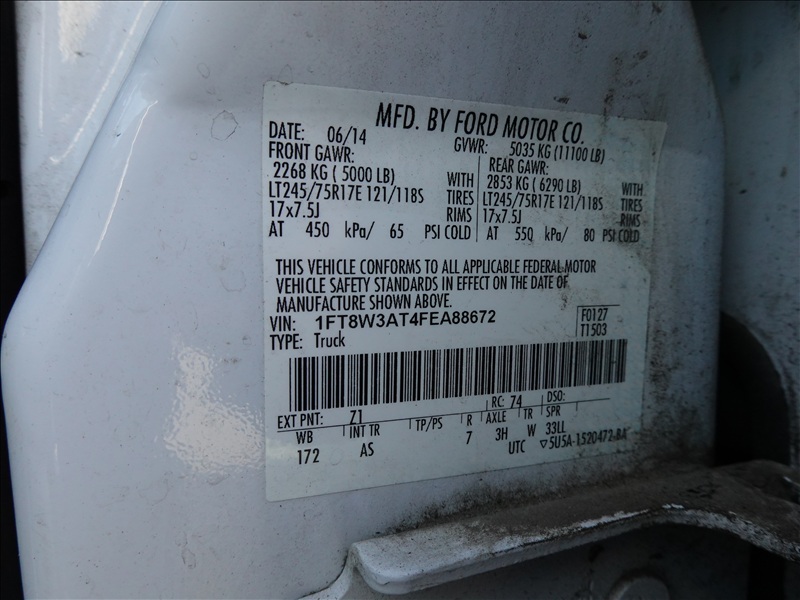 MFD. BY FORD MOTOR CO.
DATE: 06/14 GVWR: 5035 KG (11100 LB)
FRONT GAWR: REAR GAWR:
2268 KG ( 5000 LB) WITH 2853 KG ( 6290 LB) WITH
LT245/75R17E 121/118S TIRES LT245/75R17E 121/118S TIRES
17x7.5J RIMS 17x7.5J RIMS
AT 450 kPa/ 65 PSI COLD AT 550 kPa/ 80 PSI COLD
THIS VEHICLE CONFORMS TO ALL APPLICABLE FEDERAL MOTOR
VEHICLE SAFETY STANDARDS IN EFFECT ON THE DATE OF
MANUFACTURE SHOWN ABOVE.
VIN: 1FT8W3AT4FEA88672 F0127
TYPE: Truck T1503
EXT PNT: Z1 RC: 74 DSO:
WB INT TR TP/PS R AXLE TR SPR
172 AS 7 3H W 33LL
UTC ▽5U5A-1520472-BA